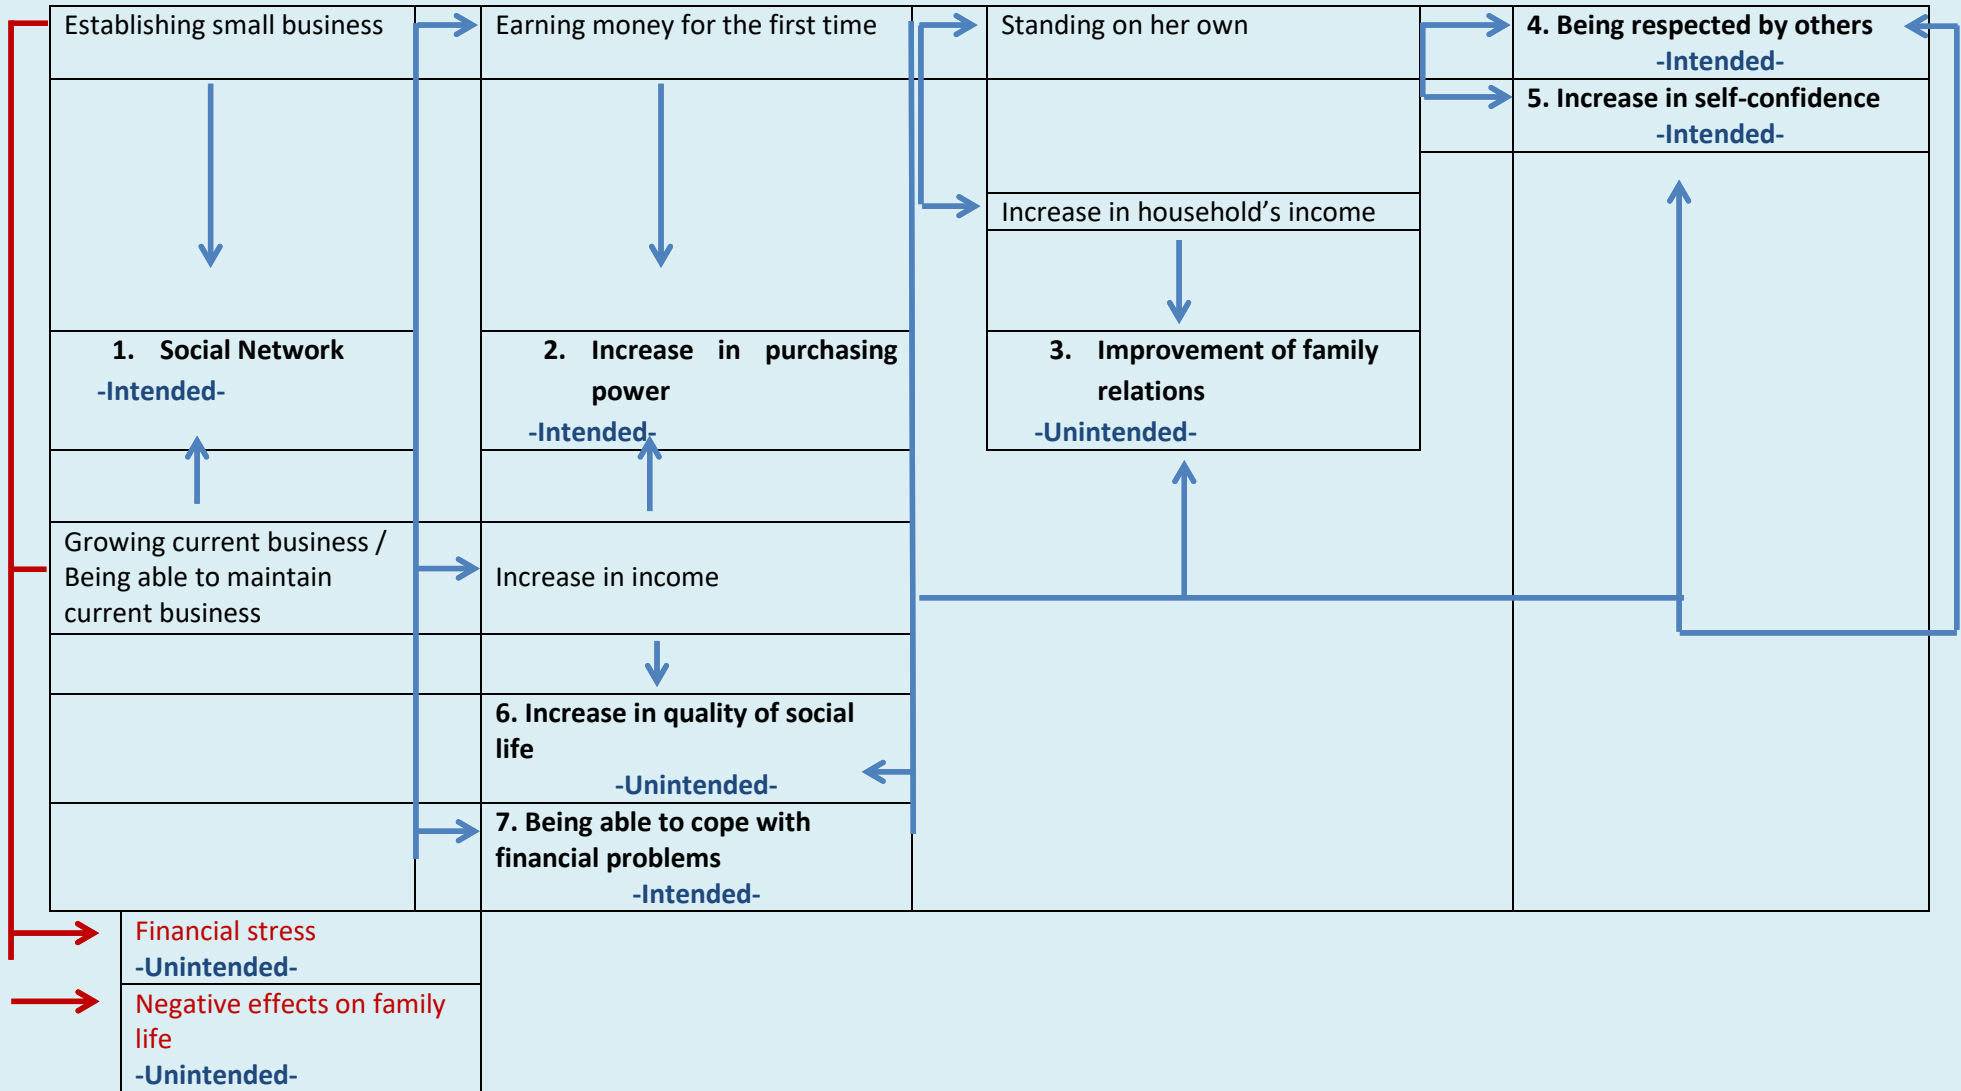 Establishing small business
Earning money for the first time
Standing on her own
4. Being respected by others
-Intended-
5. Increase in self-confidence
-Intended-
Increase in household’s income
1. Social Network
-Intended-
2. Increase in purchasing
power
-Intended-
3. Improvement of family
relations
-Unintended-
Growing current business /
Being able to maintain
current business
Increase in income
6. Increase in quality of social
life
-Unintended-
7. Being able to cope with
financial problems
-Intended-
Financial stress
-Unintended-
Negative effects on family
life
-Unintended-